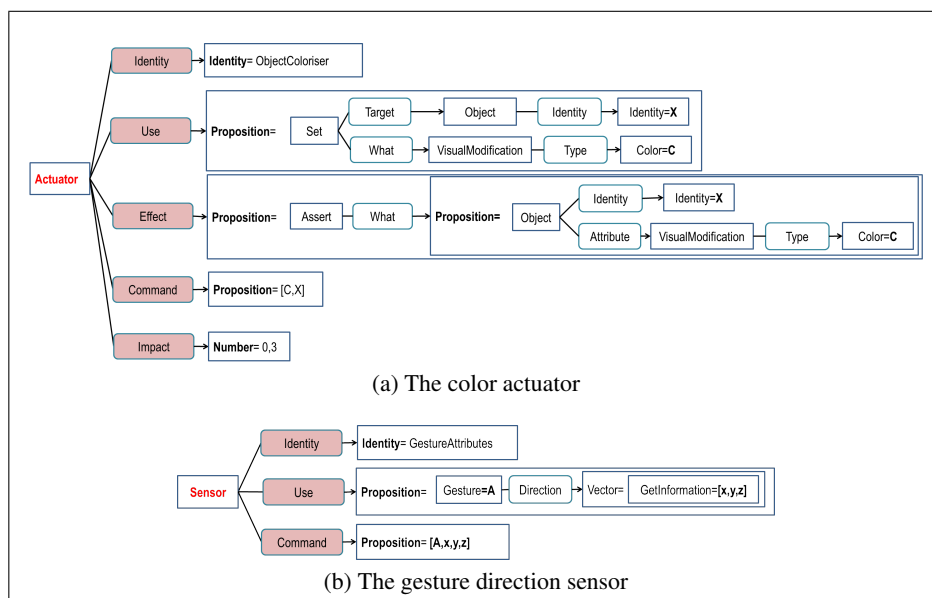 Identity Identity= ObjectColoriser
Target Object Identity Identity=X
Use Proposition= Set
What VisualModification Type Color=C
Actuator
Identity Identity=X
Effect Proposition= Assert What Proposition= Object
Attribute VisualModification Type Color=C
Command Proposition= [C,X]
Impact Number= 0,3
(a) The color actuator
Identity Identity= GestureAttributes
Sensor Use Proposition= Gesture=A Direction Vector= GetInformation=[x,y,z]
Command Proposition= [A,x,y,z]
(b) The gesture direction sensor